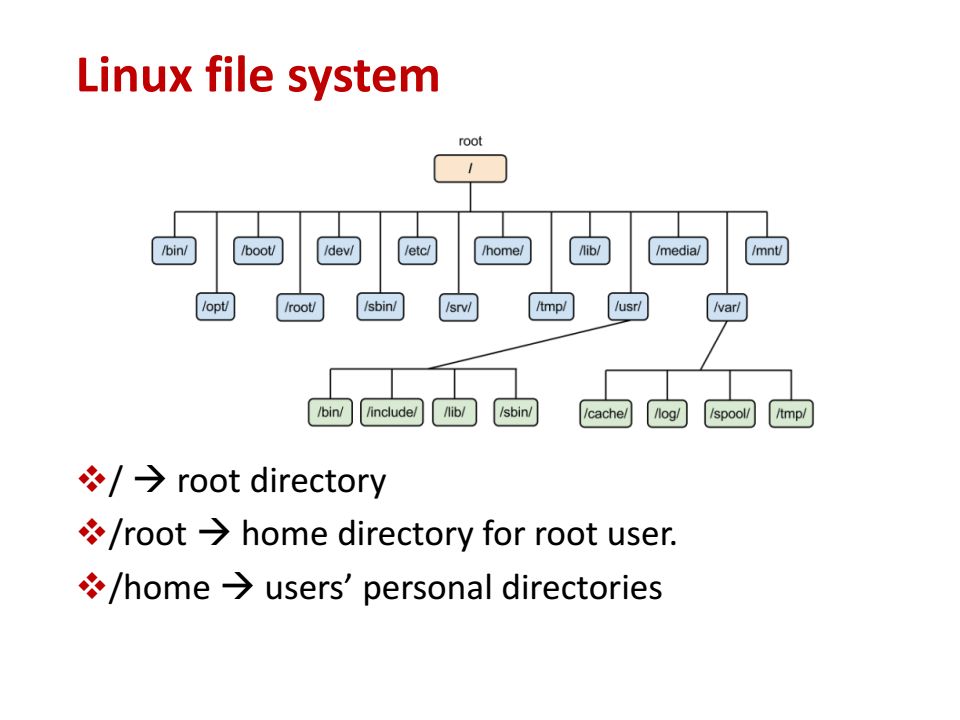 Linux file system
root
/
/bin/ /boot/ /dev/ /etc/ /home/ /lib/ /media/ /mnt/
/opt/ /root/ /sbin/ /srv/ /tmp/ /usr/ /var/
/bin/ /include/ /lib/ /sbin/ /cache/ /log/ /spool/ /tmp/
❖/ → root directory
❖/root → home directory for root user.
❖/home → users’ personal directories